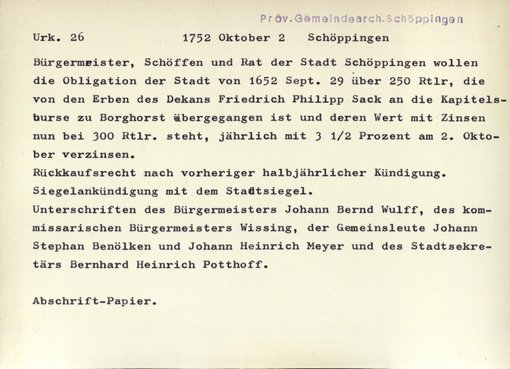 Prov.Gemeindearch.Schöppingen
Urk. 26 1752 Oktober 2 Schöppingen
Bürgermeister, Schöffen und Rat der Stadt Schöppingen wollen
die Obligation der Stadt von 1652 Sept. 29 über 250 Rtlr, die
von den Erben des Dekans Friedrich Philipp Sack an die Kapitels-
burse zu Borghorst übergegangen ist und deren Wert mit Zinsen
nun bei 300 Rtlr. steht, jährlich mit 3 1/2 Prozent am 2. Okto-
ber verzinsen.
Rückkaufsrecht nach vorheriger halbjährlicher Kündigung.
Siegelankündigung mit dem Stadtsiegel.
Unterschriften des Bürgermeisters Johann Bernd Wulff, des kom-
missarischen Bürgermeisters Wissing, der Gemeinsleute Johann
Stephan Benölken und Johann Heinrich Meyer und des Stadtsekre-
tärs Bernhard Heinrich Potthoff.
Abschrift-Papier.